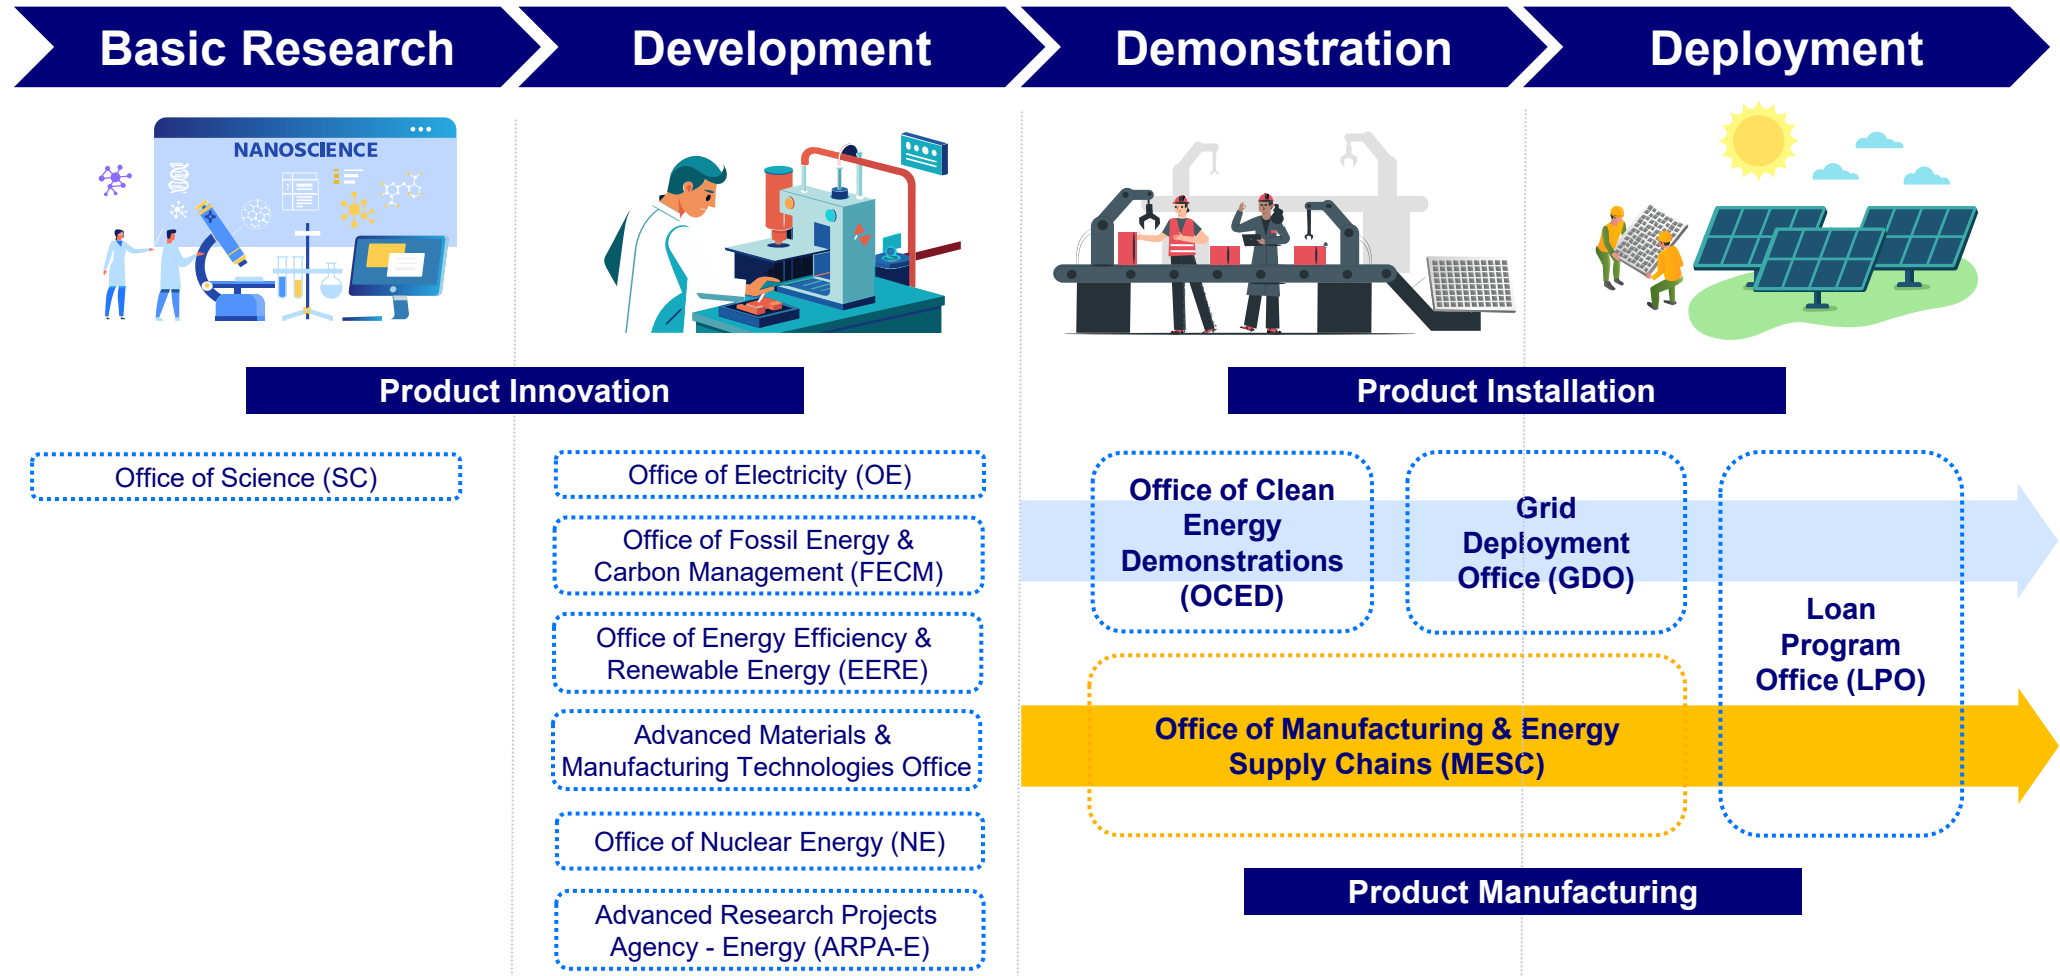 Basic Research
Development
Demonstration
Deployment
NANOSCIENCE
Product Innovation
Product Installation
Office of Science (SC)
Office of Electricity (OE)
Office of Fossil Energy &
Carbon Management (FECM)
Office of Energy Efficiency &
Renewable Energy (EERE)
Advanced Materials &
Manufacturing Technologies Office
Office of Nuclear Energy (NE)
Advanced Research Projects
Agency - Energy (ARPA-E)
Office of Clean
Energy
Demonstrations
(OCED)
Grid
Deployment
Office (GDO)
Loan
Program
Office (LPO)
Office of Manufacturing & Energy
Supply Chains (MESC)
Product Manufacturing